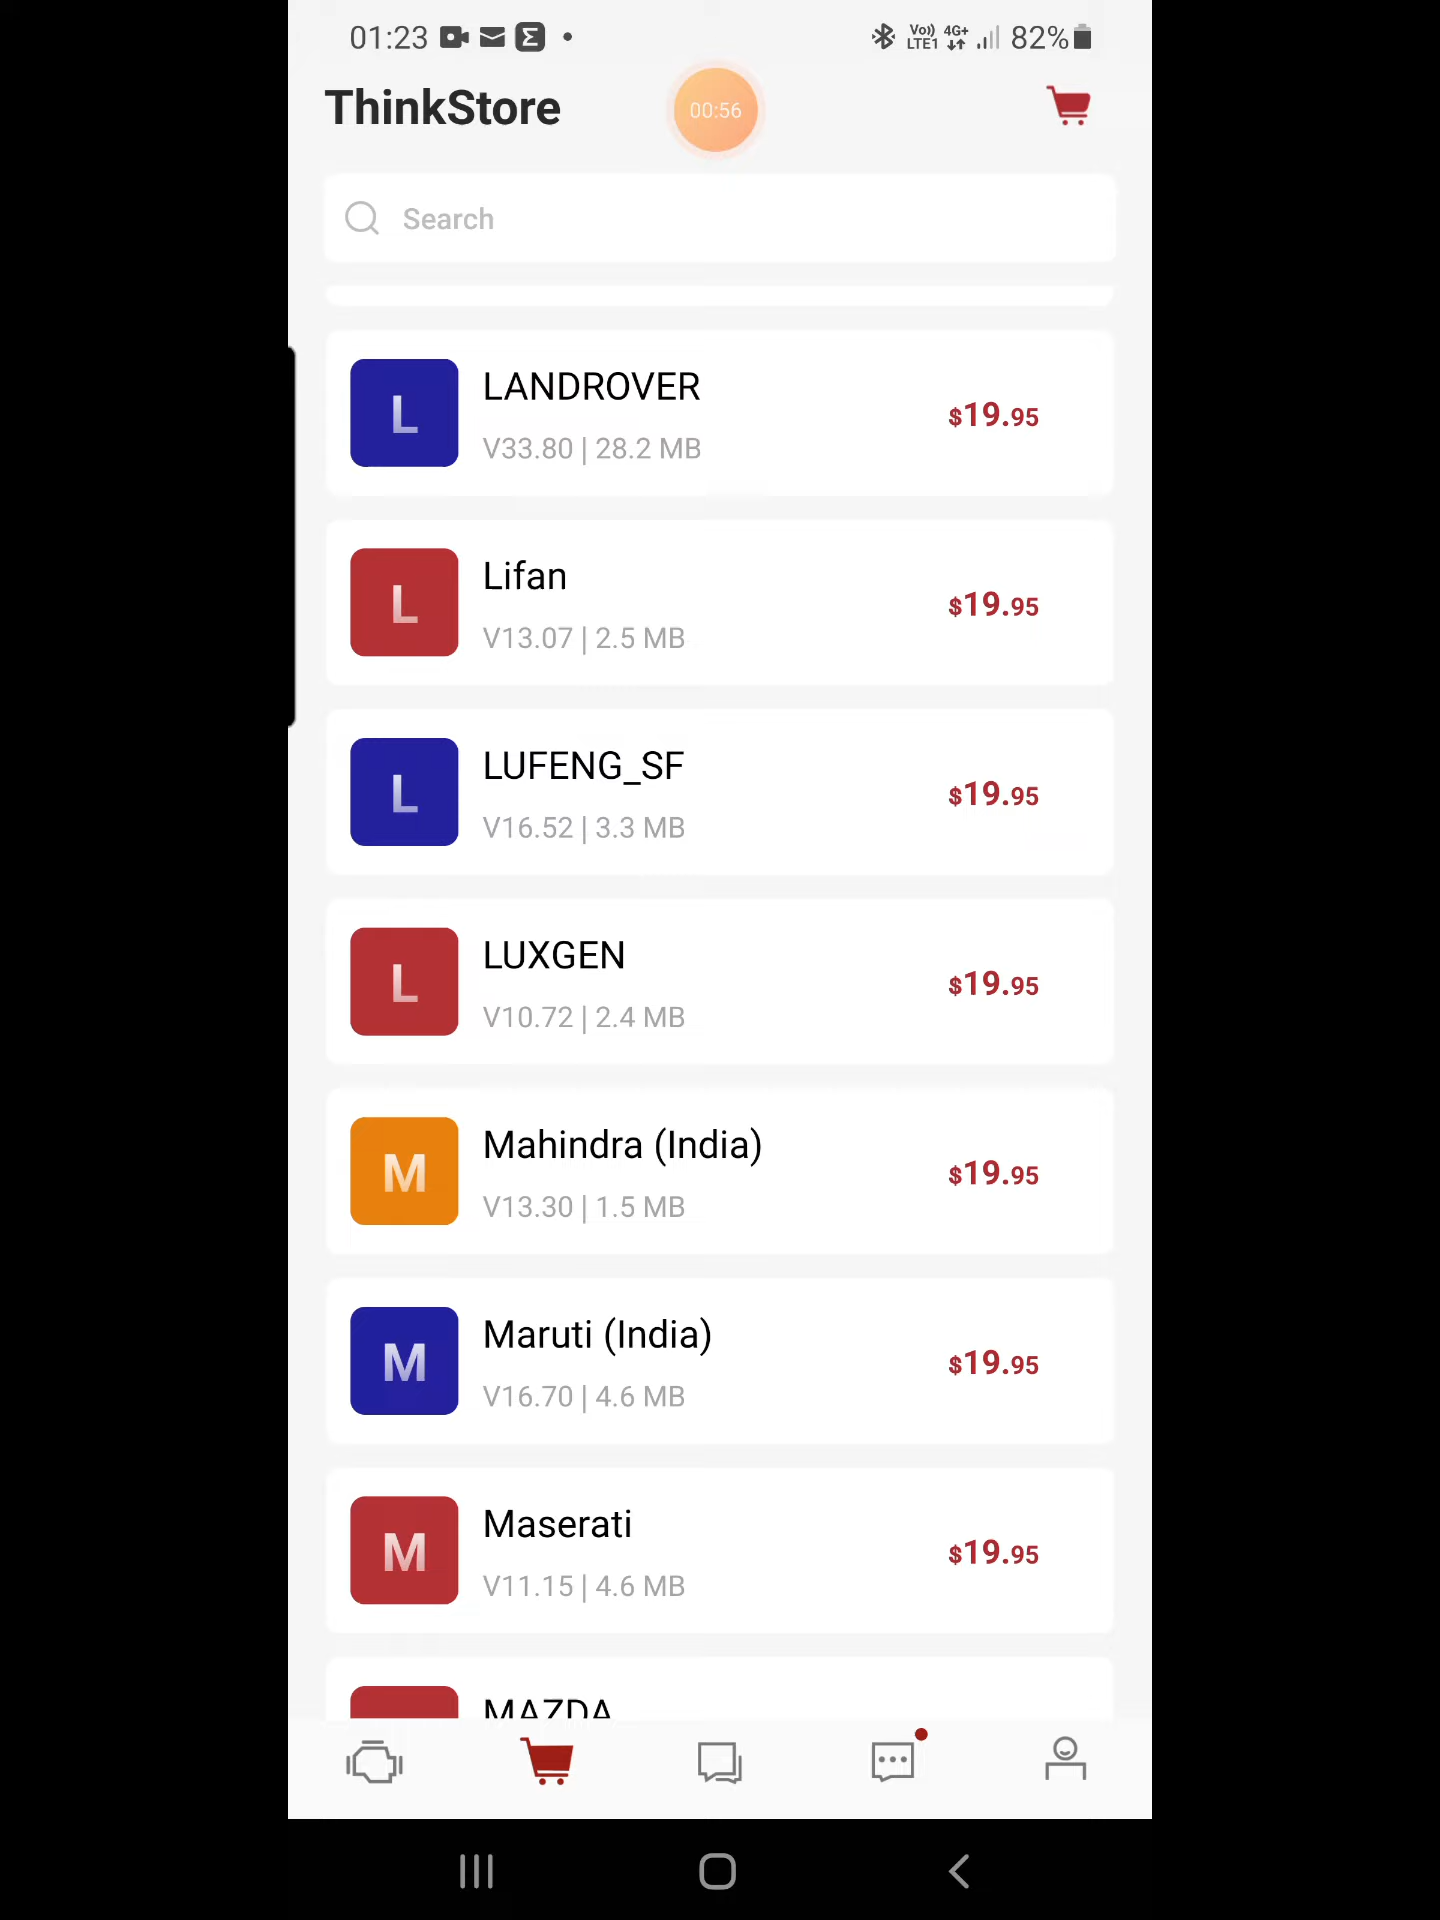 01:23 Vo)) LTE1 4G+ 82%
ThinkStore
00:56
Search
L
LANDROVER
V33.80 | 28.2 MB
$19.95
L
Lifan
V13.07 | 2.5 MB
$19.95
L
LUFENG_SF
V16.52 | 3.3 MB
$19.95
L
LUXGEN
V10.72 | 2.4 MB
$19.95
M
Mahindra (India)
V13.30 | 1.5 MB
$19.95
M
Maruti (India)
V16.70 | 4.6 MB
$19.95
M
Maserati
V11.15 | 4.6 MB
$19.95
MAZDA